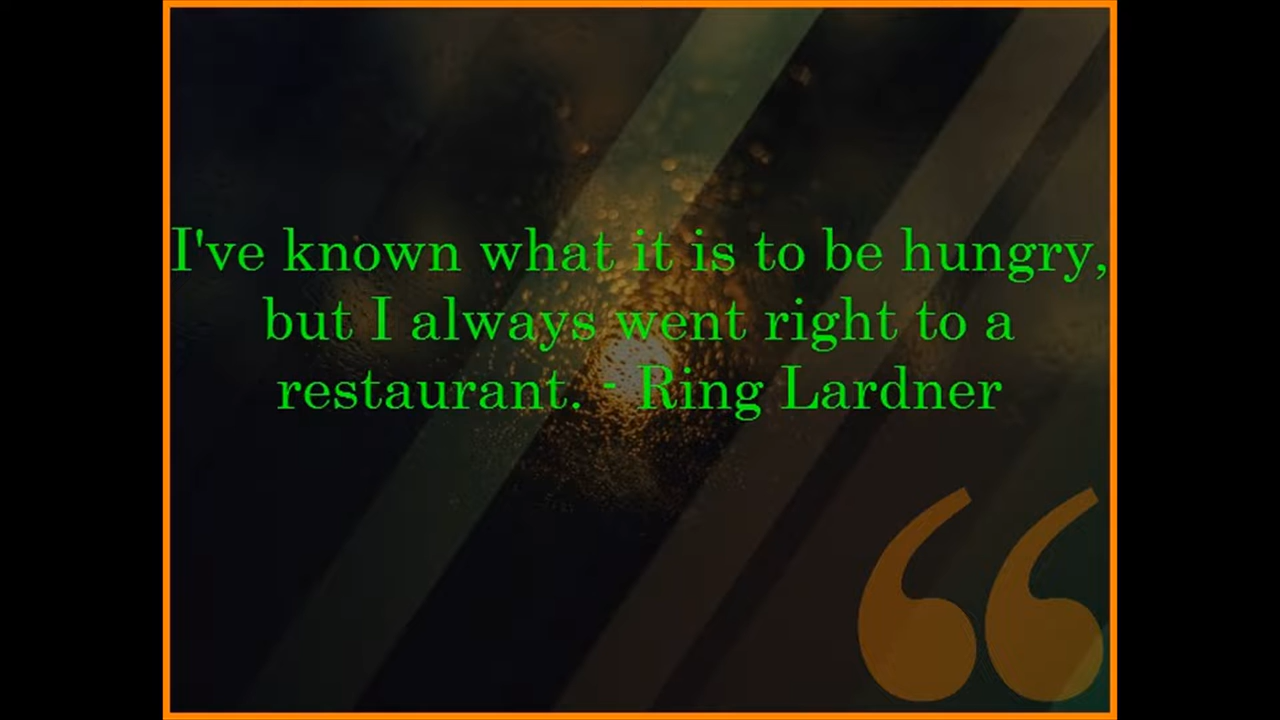 I've known what it is to be hungry,
but I always went right to a
restaurant. - Ring Lardner